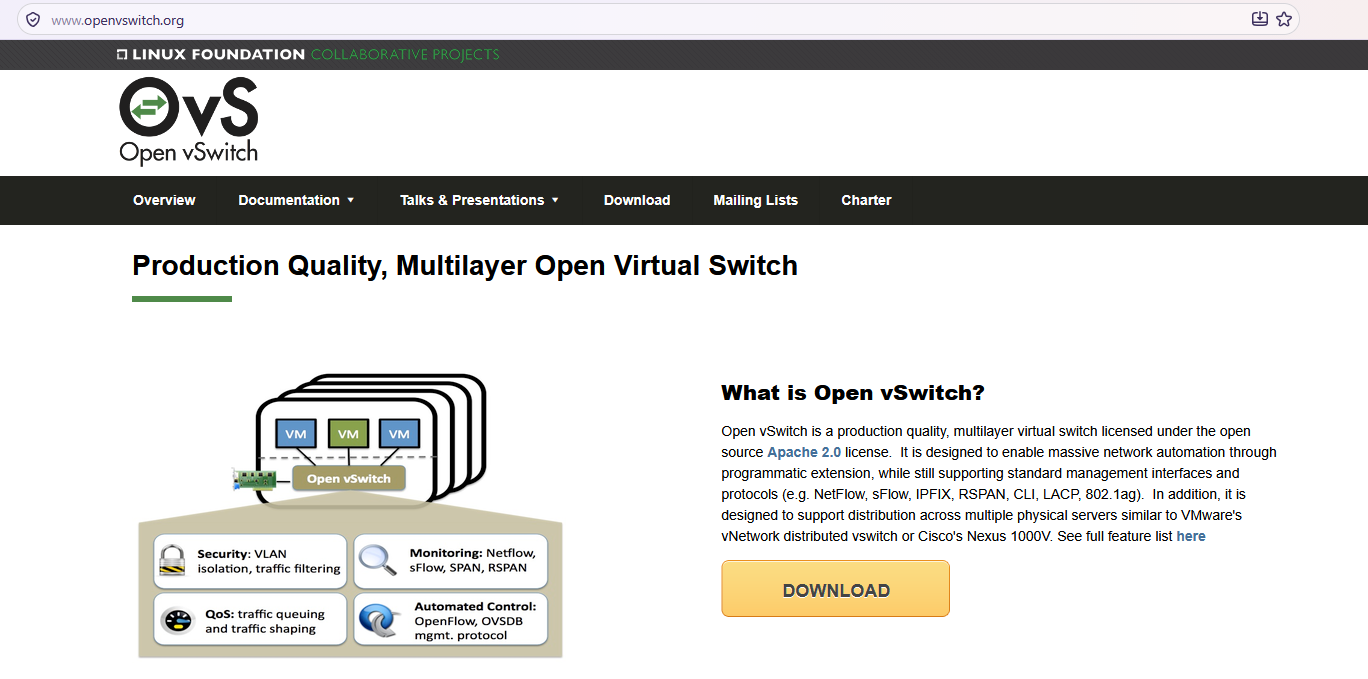 www.openvswitch.org
LINUX FOUNDATION COLLABORATIVE PROJECTS
OvS
Open vSwitch
Overview
Documentation
Talks & Presentations
Download
Mailing Lists
Charter
Production Quality, Multilayer Open Virtual Switch
VM
VM
VM
Open vSwitch
Security: VLAN
isolation, traffic filtering
Monitoring: Netflow,
sFlow, SPAN, RSPAN
QoS: traffic queuing
and traffic shaping
Automated Control:
OpenFlow, OVSDB
mgmt. protocol
What is Open vSwitch?
Open vSwitch is a production quality, multilayer virtual switch licensed under the open
source Apache 2.0 license. It is designed to enable massive network automation through
programmatic extension, while still supporting standard management interfaces and
protocols (e.g. NetFlow, sFlow, IPFIX, RSPAN, CLI, LACP, 802.1ag). In addition, it is
designed to support distribution across multiple physical servers similar to VMware's
vNetwork distributed vswitch or Cisco's Nexus 1000V. See full feature list here
DOWNLOAD